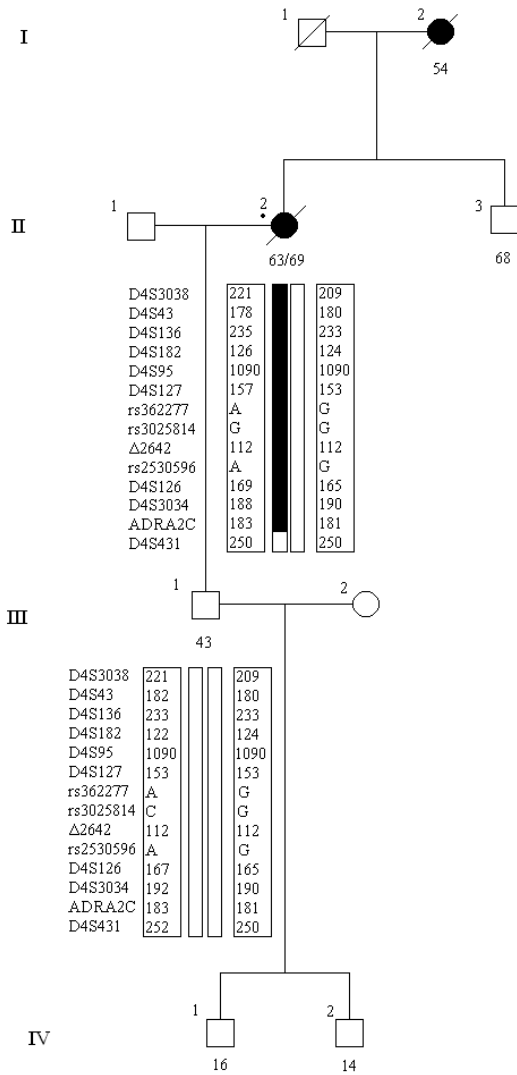 I
1 2
54
II
1 2 3
63/69 68
D4S3038 221 209
D4S43 178 180
D4S136 235 233
D4S182 126 124
D4S95 1090 1090
D4S127 157 153
rs362277 A G
rs3025814 G G
Δ2642 112 112
rs2530596 A G
D4S126 169 165
D4S3034 188 190
ADRA2C 183 181
D4S431 250 250
III
1 2
43
D4S3038 221 209
D4S43 182 180
D4S136 233 233
D4S182 122 124
D4S95 1090 1090
D4S127 153 153
rs362277 A G
rs3025814 C G
Δ2642 112 112
rs2530596 A G
D4S126 167 165
D4S3034 192 190
ADRA2C 183 181
D4S431 252 250
IV
1 2
16 14